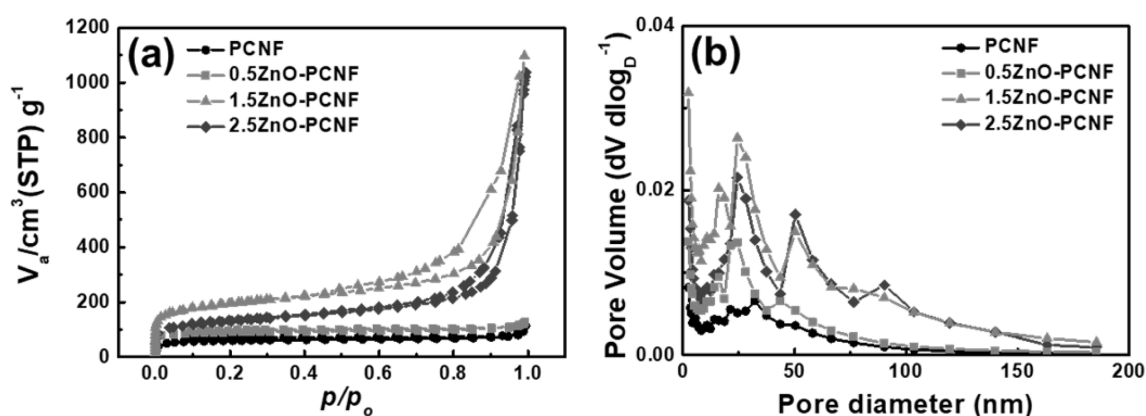 (a)
PCNF
0.5ZnO-PCNF
1.5ZnO-PCNF
2.5ZnO-PCNF
1200
1000
800
600
400
200
0
Va/cm³(STP) g⁻¹
0.0 0.2 0.4 0.6 0.8 1.0
p/po
(b)
PCNF
0.5ZnO-PCNF
1.5ZnO-PCNF
2.5ZnO-PCNF
0.04
0.02
0.00
Pore Volume (dV dlogD⁻¹)
0 50 100 150 200
Pore diameter (nm)